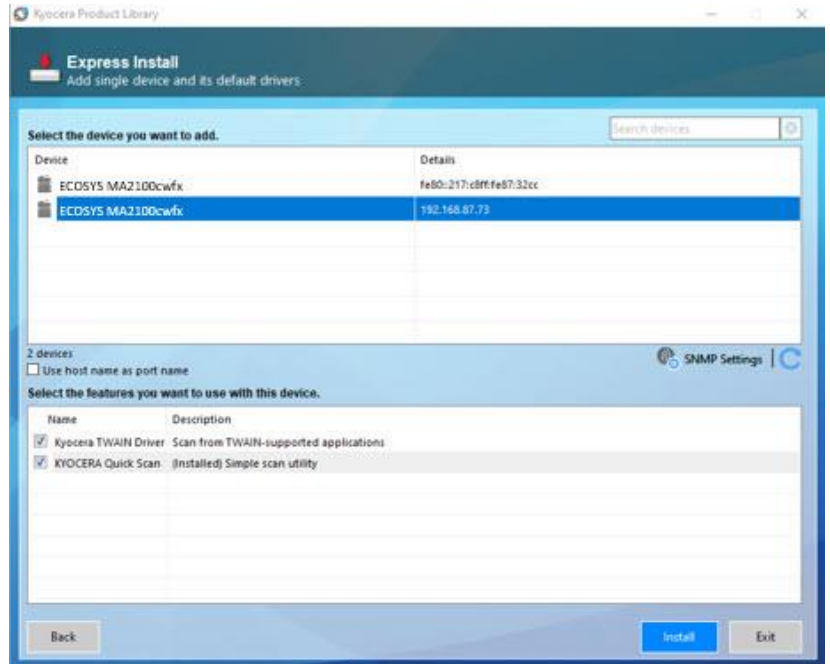 Kyocera Product Library
Express Install
Add single device and its default drivers
Select the device you want to add.
Search devices
Device Details
ECOSYS MA2100cwfx fe80::217:c8ff:fe87:32cc
ECOSYS MA2100cwfx 192.168.87.73
2 devices
SNMP Settings
Use host name as port name
Select the features you want to use with this device.
Name Description
Kyocera TWAIN Driver Scan from TWAIN-supported applications
KYOCERA Quick Scan (Installed) Simple scan utility
Back Install Exit